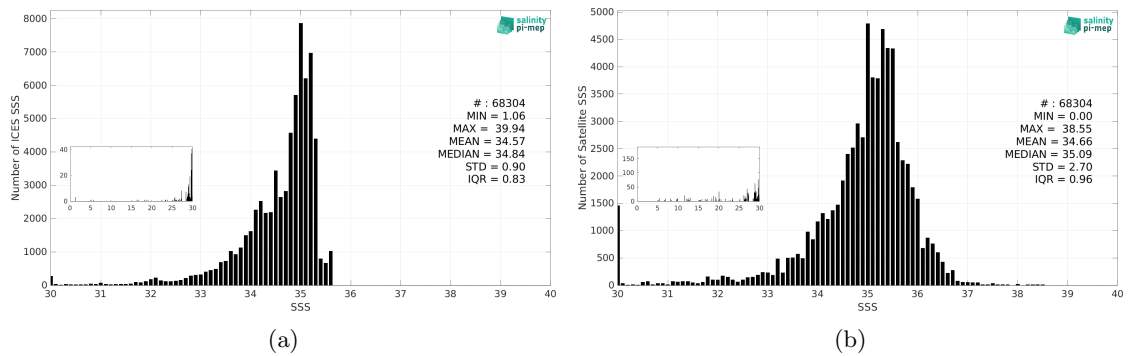 salinity
pi-mep
Number of ICES SSS
8000
7000
6000
5000
4000
3000
2000
1000
0
# : 68304
MIN = 1.06
MAX = 39.94
MEAN = 34.57
MEDIAN = 34.84
STD = 0.90
IQR = 0.83
40
20
0
0 5 10 15 20 25 30
30 31 32 33 34 35 36 37 38 39 40
SSS
(a)
salinity
pi-mep
Number of Satellite SSS
5000
4500
4000
3500
3000
2500
2000
1500
1000
500
0
# : 68304
MIN = 0.00
MAX = 38.55
MEAN = 34.66
MEDIAN = 35.09
STD = 2.70
IQR = 0.96
150
100
50
0
0 5 10 15 20 25 30
30 31 32 33 34 35 36 37 38 39 40
SSS
(b)